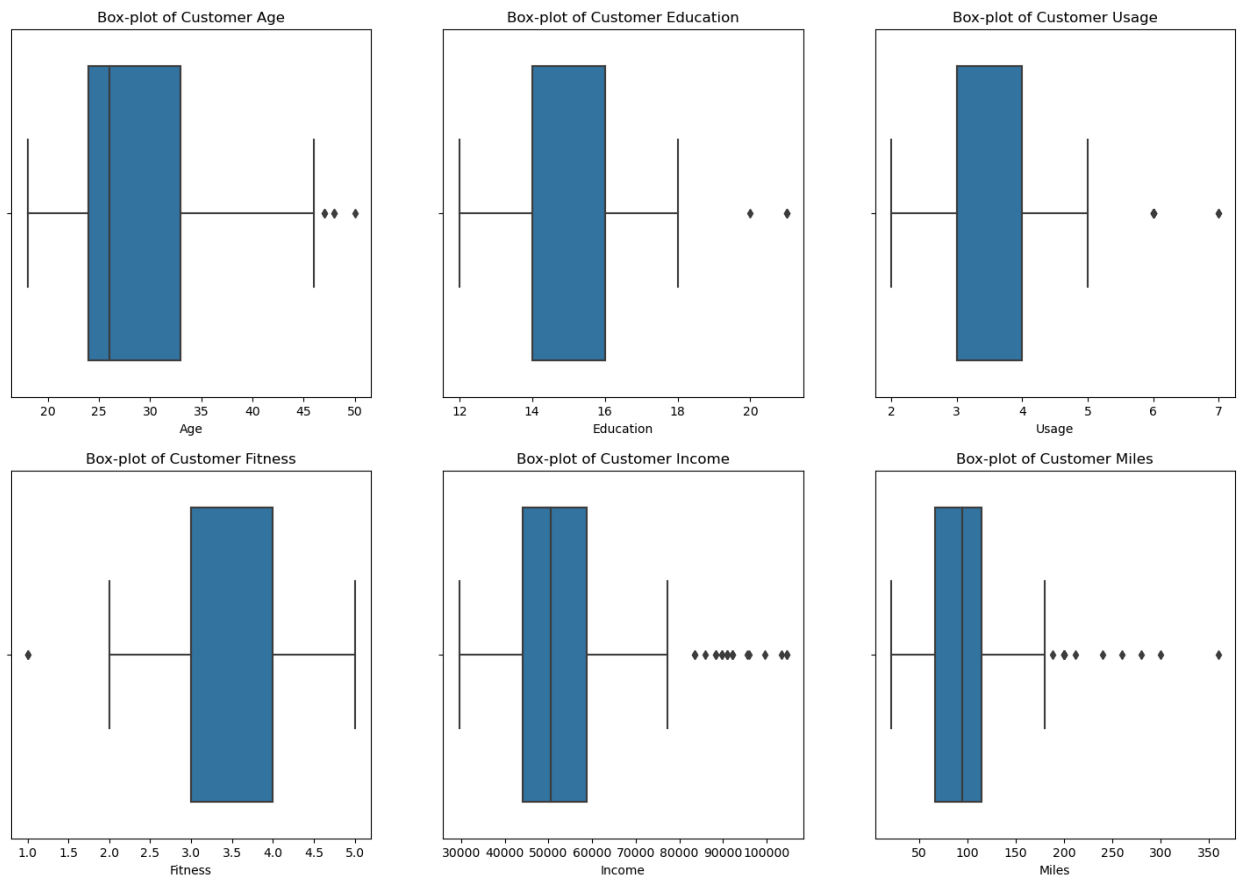 Box-plot of Customer Age
20 25 30 35 40 45 50
Age
Box-plot of Customer Education
12 14 16 18 20
Education
Box-plot of Customer Usage
2 3 4 5 6 7
Usage
Box-plot of Customer Fitness
1.0 1.5 2.0 2.5 3.0 3.5 4.0 4.5 5.0
Fitness
Box-plot of Customer Income
30000 40000 50000 60000 70000 80000 90000 100000
Income
Box-plot of Customer Miles
50 100 150 200 250 300 350
Miles